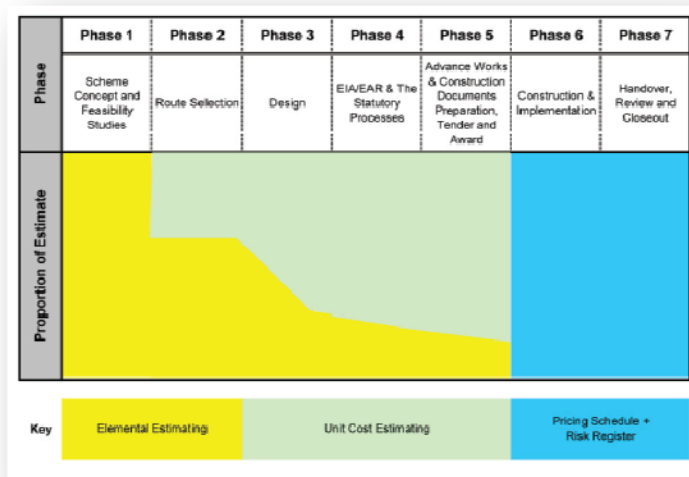 Phase
Phase 1
Phase 2
Phase 3
Phase 4
Phase 5
Phase 6
Phase 7
Scheme
Concept and
Feasibility
Studies
Route Selection
Design
EIA/EAR & The
Statutory
Processes
Advance Works
& Construction
Documents
Preparation,
Tender and
Award
Construction &
Implementation
Handover,
Review and
Closeout
Proportion of Estimate
Key
Elemental Estimating
Unit Cost Estimating
Pricing Schedule +
Risk Register